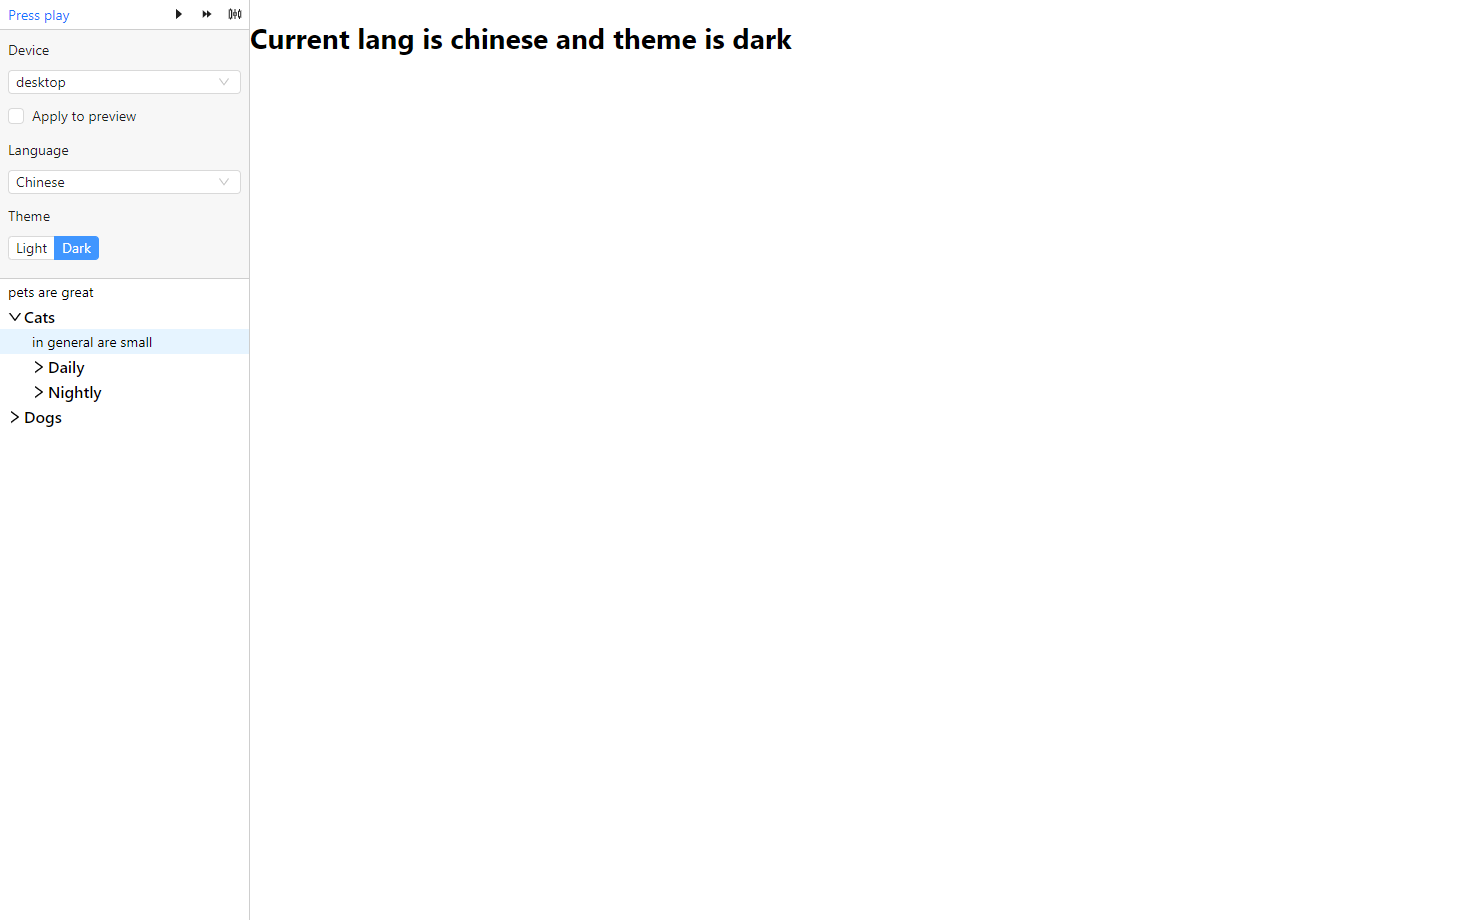 Press play
Device
desktop
Apply to preview
Language
Chinese
Theme
Light Dark
pets are great
Cats
in general are small
Daily
Nightly
Dogs
Current lang is chinese and theme is dark